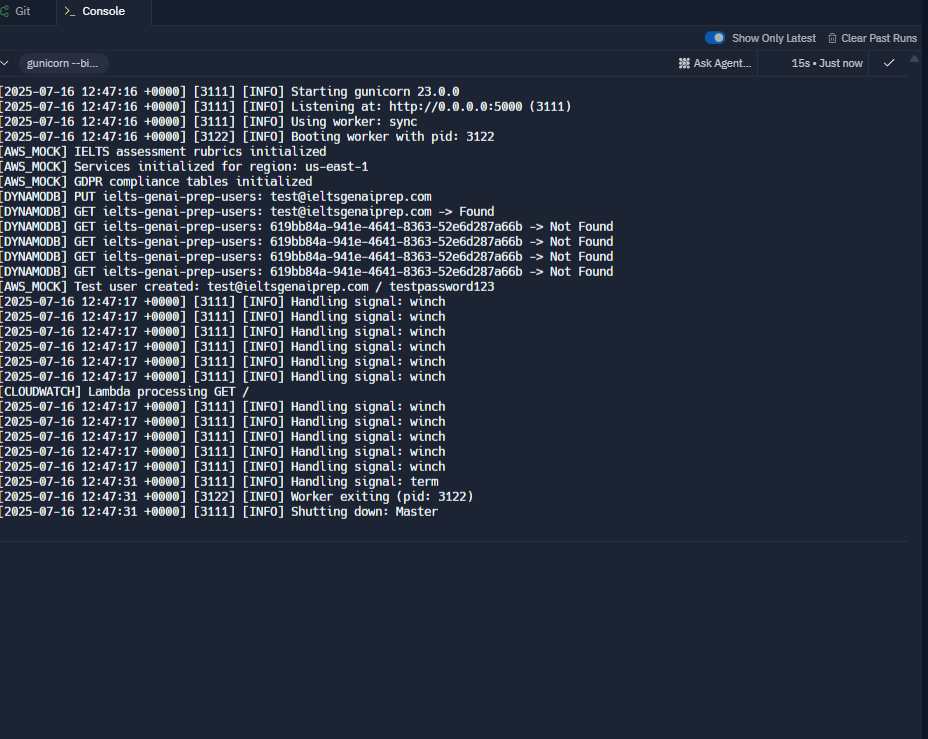 Git
Console
Show Only Latest
Clear Past Runs
gunicorn --bi...
Ask Agent...
15s • Just now
[2025-07-16 12:47:16 +0000] [3111] [INFO] Starting gunicorn 23.0.0
[2025-07-16 12:47:16 +0000] [3111] [INFO] Listening at: http://0.0.0.0:5000 (3111)
[2025-07-16 12:47:16 +0000] [3111] [INFO] Using worker: sync
[2025-07-16 12:47:16 +0000] [3122] [INFO] Booting worker with pid: 3122
[AWS_MOCK] IELTS assessment rubrics initialized
[AWS_MOCK] Services initialized for region: us-east-1
[AWS_MOCK] GDPR compliance tables initialized
[DYNAMODB] PUT ielts-genai-prep-users: test@ieltsgenaiprep.com
[DYNAMODB] GET ielts-genai-prep-users: test@ieltsgenaiprep.com -> Found
[DYNAMODB] GET ielts-genai-prep-users: 619bb84a-941e-4641-8363-52e6d287a66b -> Not Found
[DYNAMODB] GET ielts-genai-prep-users: 619bb84a-941e-4641-8363-52e6d287a66b -> Not Found
[DYNAMODB] GET ielts-genai-prep-users: 619bb84a-941e-4641-8363-52e6d287a66b -> Not Found
[DYNAMODB] GET ielts-genai-prep-users: 619bb84a-941e-4641-8363-52e6d287a66b -> Not Found
[AWS_MOCK] Test user created: test@ieltsgenaiprep.com / testpassword123
[2025-07-16 12:47:17 +0000] [3111] [INFO] Handling signal: winch
[2025-07-16 12:47:17 +0000] [3111] [INFO] Handling signal: winch
[2025-07-16 12:47:17 +0000] [3111] [INFO] Handling signal: winch
[2025-07-16 12:47:17 +0000] [3111] [INFO] Handling signal: winch
[2025-07-16 12:47:17 +0000] [3111] [INFO] Handling signal: winch
[2025-07-16 12:47:17 +0000] [3111] [INFO] Handling signal: winch
[CLOUDWATCH] Lambda processing GET /
[2025-07-16 12:47:17 +0000] [3111] [INFO] Handling signal: winch
[2025-07-16 12:47:17 +0000] [3111] [INFO] Handling signal: winch
[2025-07-16 12:47:17 +0000] [3111] [INFO] Handling signal: winch
[2025-07-16 12:47:17 +0000] [3111] [INFO] Handling signal: winch
[2025-07-16 12:47:17 +0000] [3111] [INFO] Handling signal: winch
[2025-07-16 12:47:31 +0000] [3111] [INFO] Handling signal: term
[2025-07-16 12:47:31 +0000] [3122] [INFO] Worker exiting (pid: 3122)
[2025-07-16 12:47:31 +0000] [3111] [INFO] Shutting down: Master